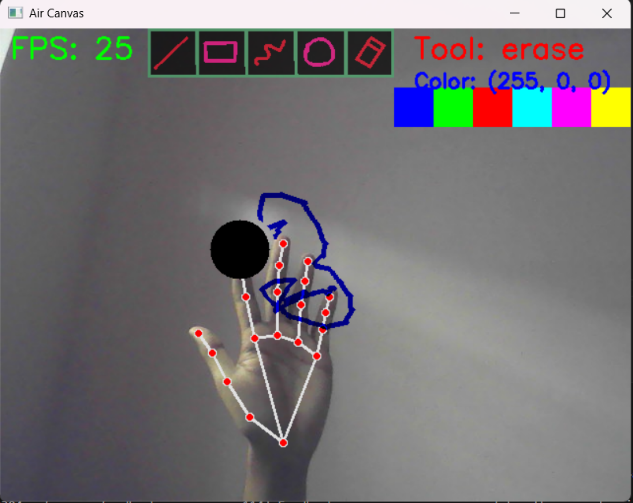 Air Canvas
FPS: 25
Tool: erase
Color: (255, 0, 0)